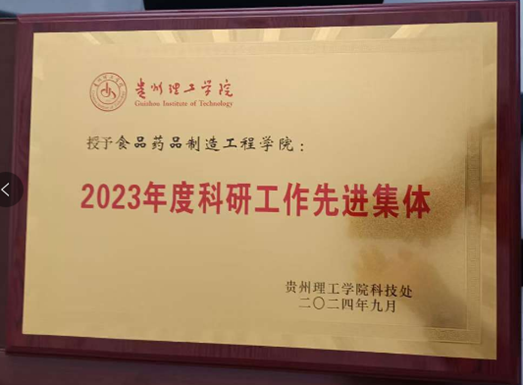 贵州理工学院
Guizhou Institute of Technology
授予食品药品制造工程学院：
2023年度科研工作先进集体
贵州理工学院科技处
二〇二四年九月